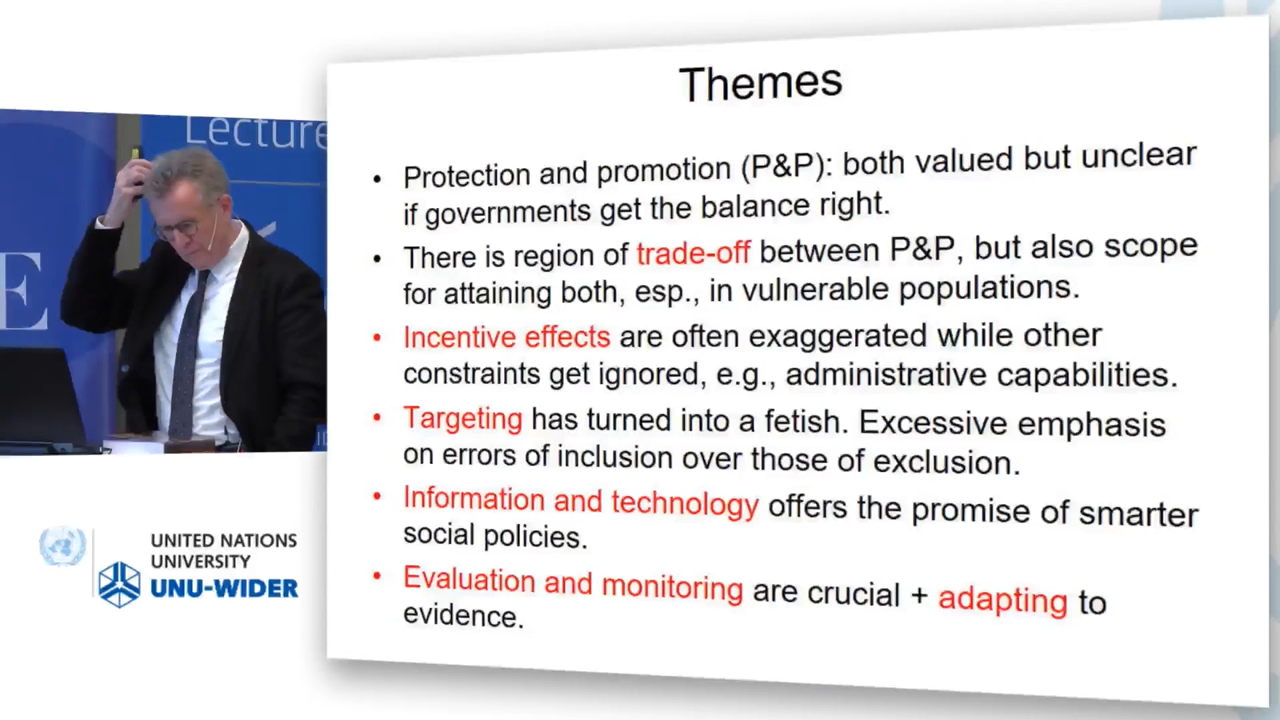 Lecture
E
Themes
• Protection and promotion (P&P): both valued but unclear
if governments get the balance right.
• There is region of trade-off between P&P, but also scope
for attaining both, esp., in vulnerable populations.
• Incentive effects are often exaggerated while other
constraints get ignored, e.g., administrative capabilities.
• Targeting has turned into a fetish. Excessive emphasis
on errors of inclusion over those of exclusion.
• Information and technology offers the promise of smarter
social policies.
• Evaluation and monitoring are crucial + adapting to
evidence.
UNITED NATIONS
UNIVERSITY
UNU-WIDER